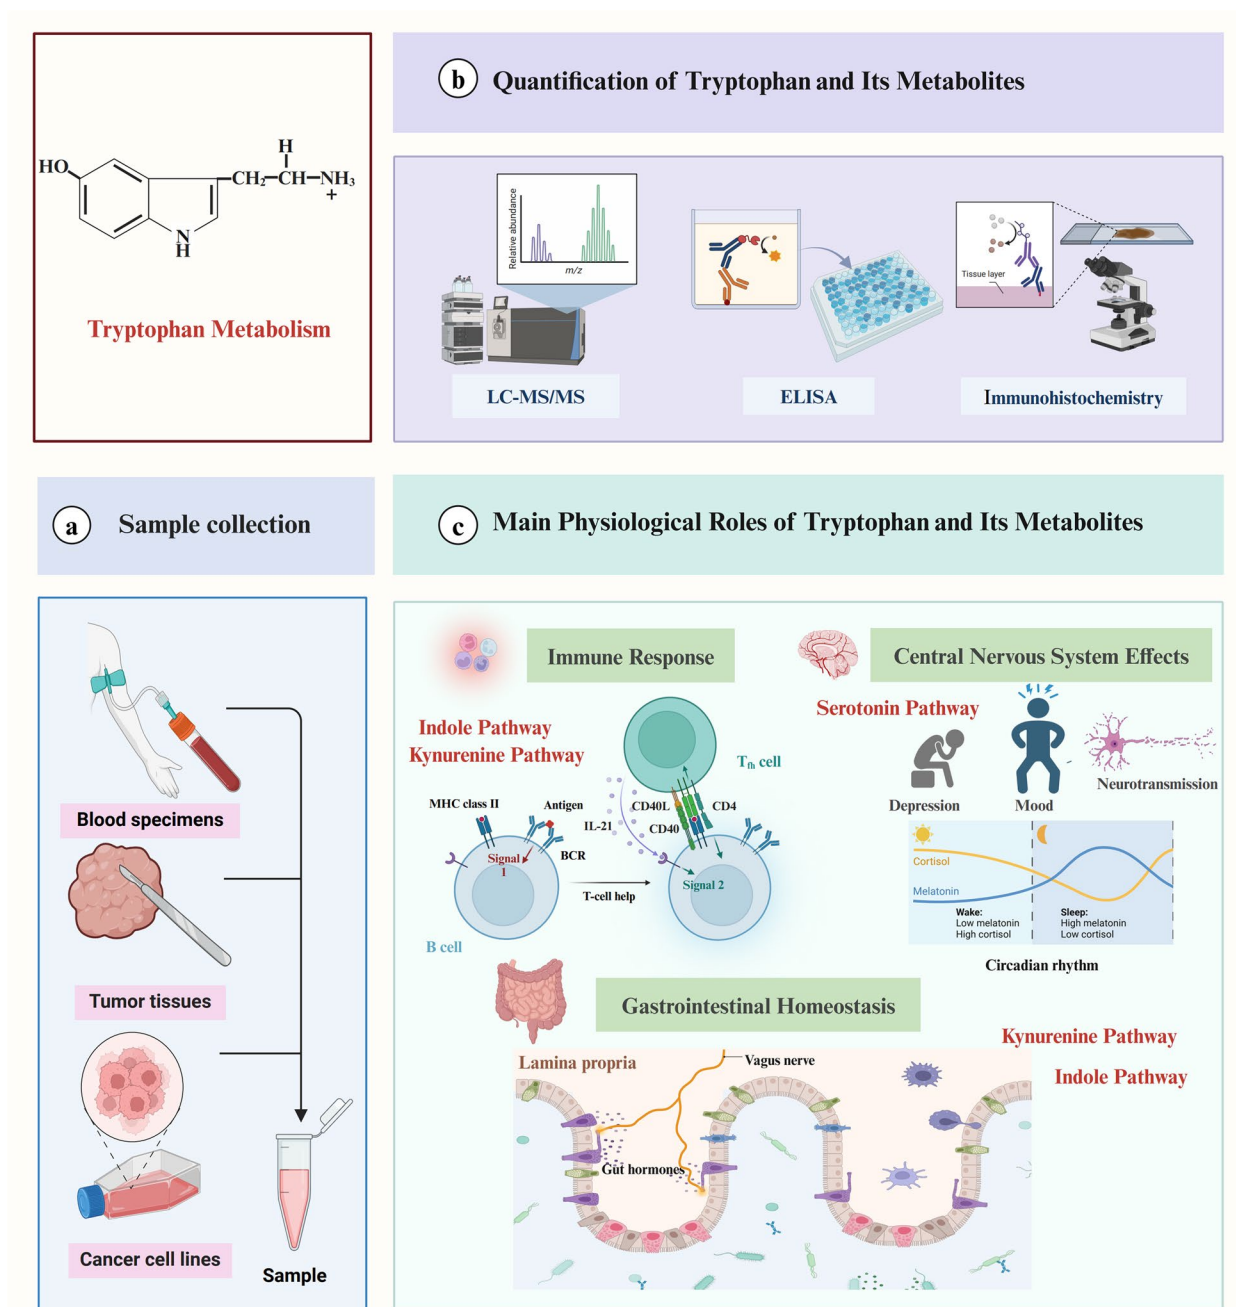 HO
H
CH2-CH-NH3
+
N
H
Tryptophan Metabolism
b Quantification of Tryptophan and Its Metabolites
Relative abundance
m/z
Tissue layer
LC-MS/MS
ELISA
Immunohistochemistry
a Sample collection
Blood specimens
Tumor tissues
Cancer cell lines
Sample
c Main Physiological Roles of Tryptophan and Its Metabolites
Immune Response
Indole Pathway
Kynurenine Pathway
Tfh cell
MHC class II
Antigen
IL-21
CD40L
CD4
CD40
BCR
Signal
1
Signal 2
T-cell help
B cell
Central Nervous System Effects
Serotonin Pathway
Depression
Mood
Neurotransmission
Cortisol
Melatonin
Wake:
Low melatonin
High cortisol
Sleep:
High melatonin
Low cortisol
Circadian rhythm
Gastrointestinal Homeostasis
Kynurenine Pathway
Indole Pathway
Lamina propria
Vagus nerve
Gut hormones